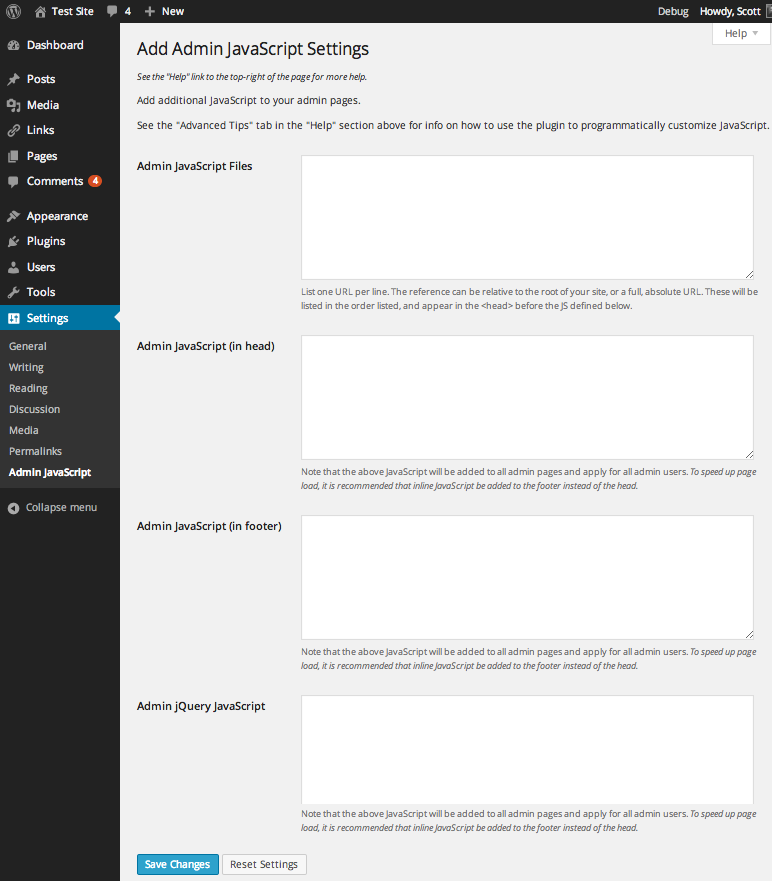 Test Site
4
New
Debug
Howdy, Scott
Help
Dashboard
Posts
Media
Links
Pages
Comments 4
Appearance
Plugins
Users
Tools
Settings
General
Writing
Reading
Discussion
Media
Permalinks
Admin JavaScript
Collapse menu
Add Admin JavaScript Settings
See the "Help" link to the top-right of the page for more help.
Add additional JavaScript to your admin pages.
See the "Advanced Tips" tab in the "Help" section above for info on how to use the plugin to programmatically customize JavaScript.
Admin JavaScript Files
List one URL per line. The reference can be relative to the root of your site, or a full, absolute URL. These will be
listed in the order listed, and appear in the <head> before the JS defined below.
Admin JavaScript (in head)
Note that the above JavaScript will be added to all admin pages and apply for all admin users. To speed up page
load, it is recommended that inline JavaScript be added to the footer instead of the head.
Admin JavaScript (in footer)
Note that the above JavaScript will be added to all admin pages and apply for all admin users. To speed up page
load, it is recommended that inline JavaScript be added to the footer instead of the head.
Admin jQuery JavaScript
Note that the above JavaScript will be added to all admin pages and apply for all admin users. To speed up page
load, it is recommended that inline JavaScript be added to the footer instead of the head.
Save Changes
Reset Settings